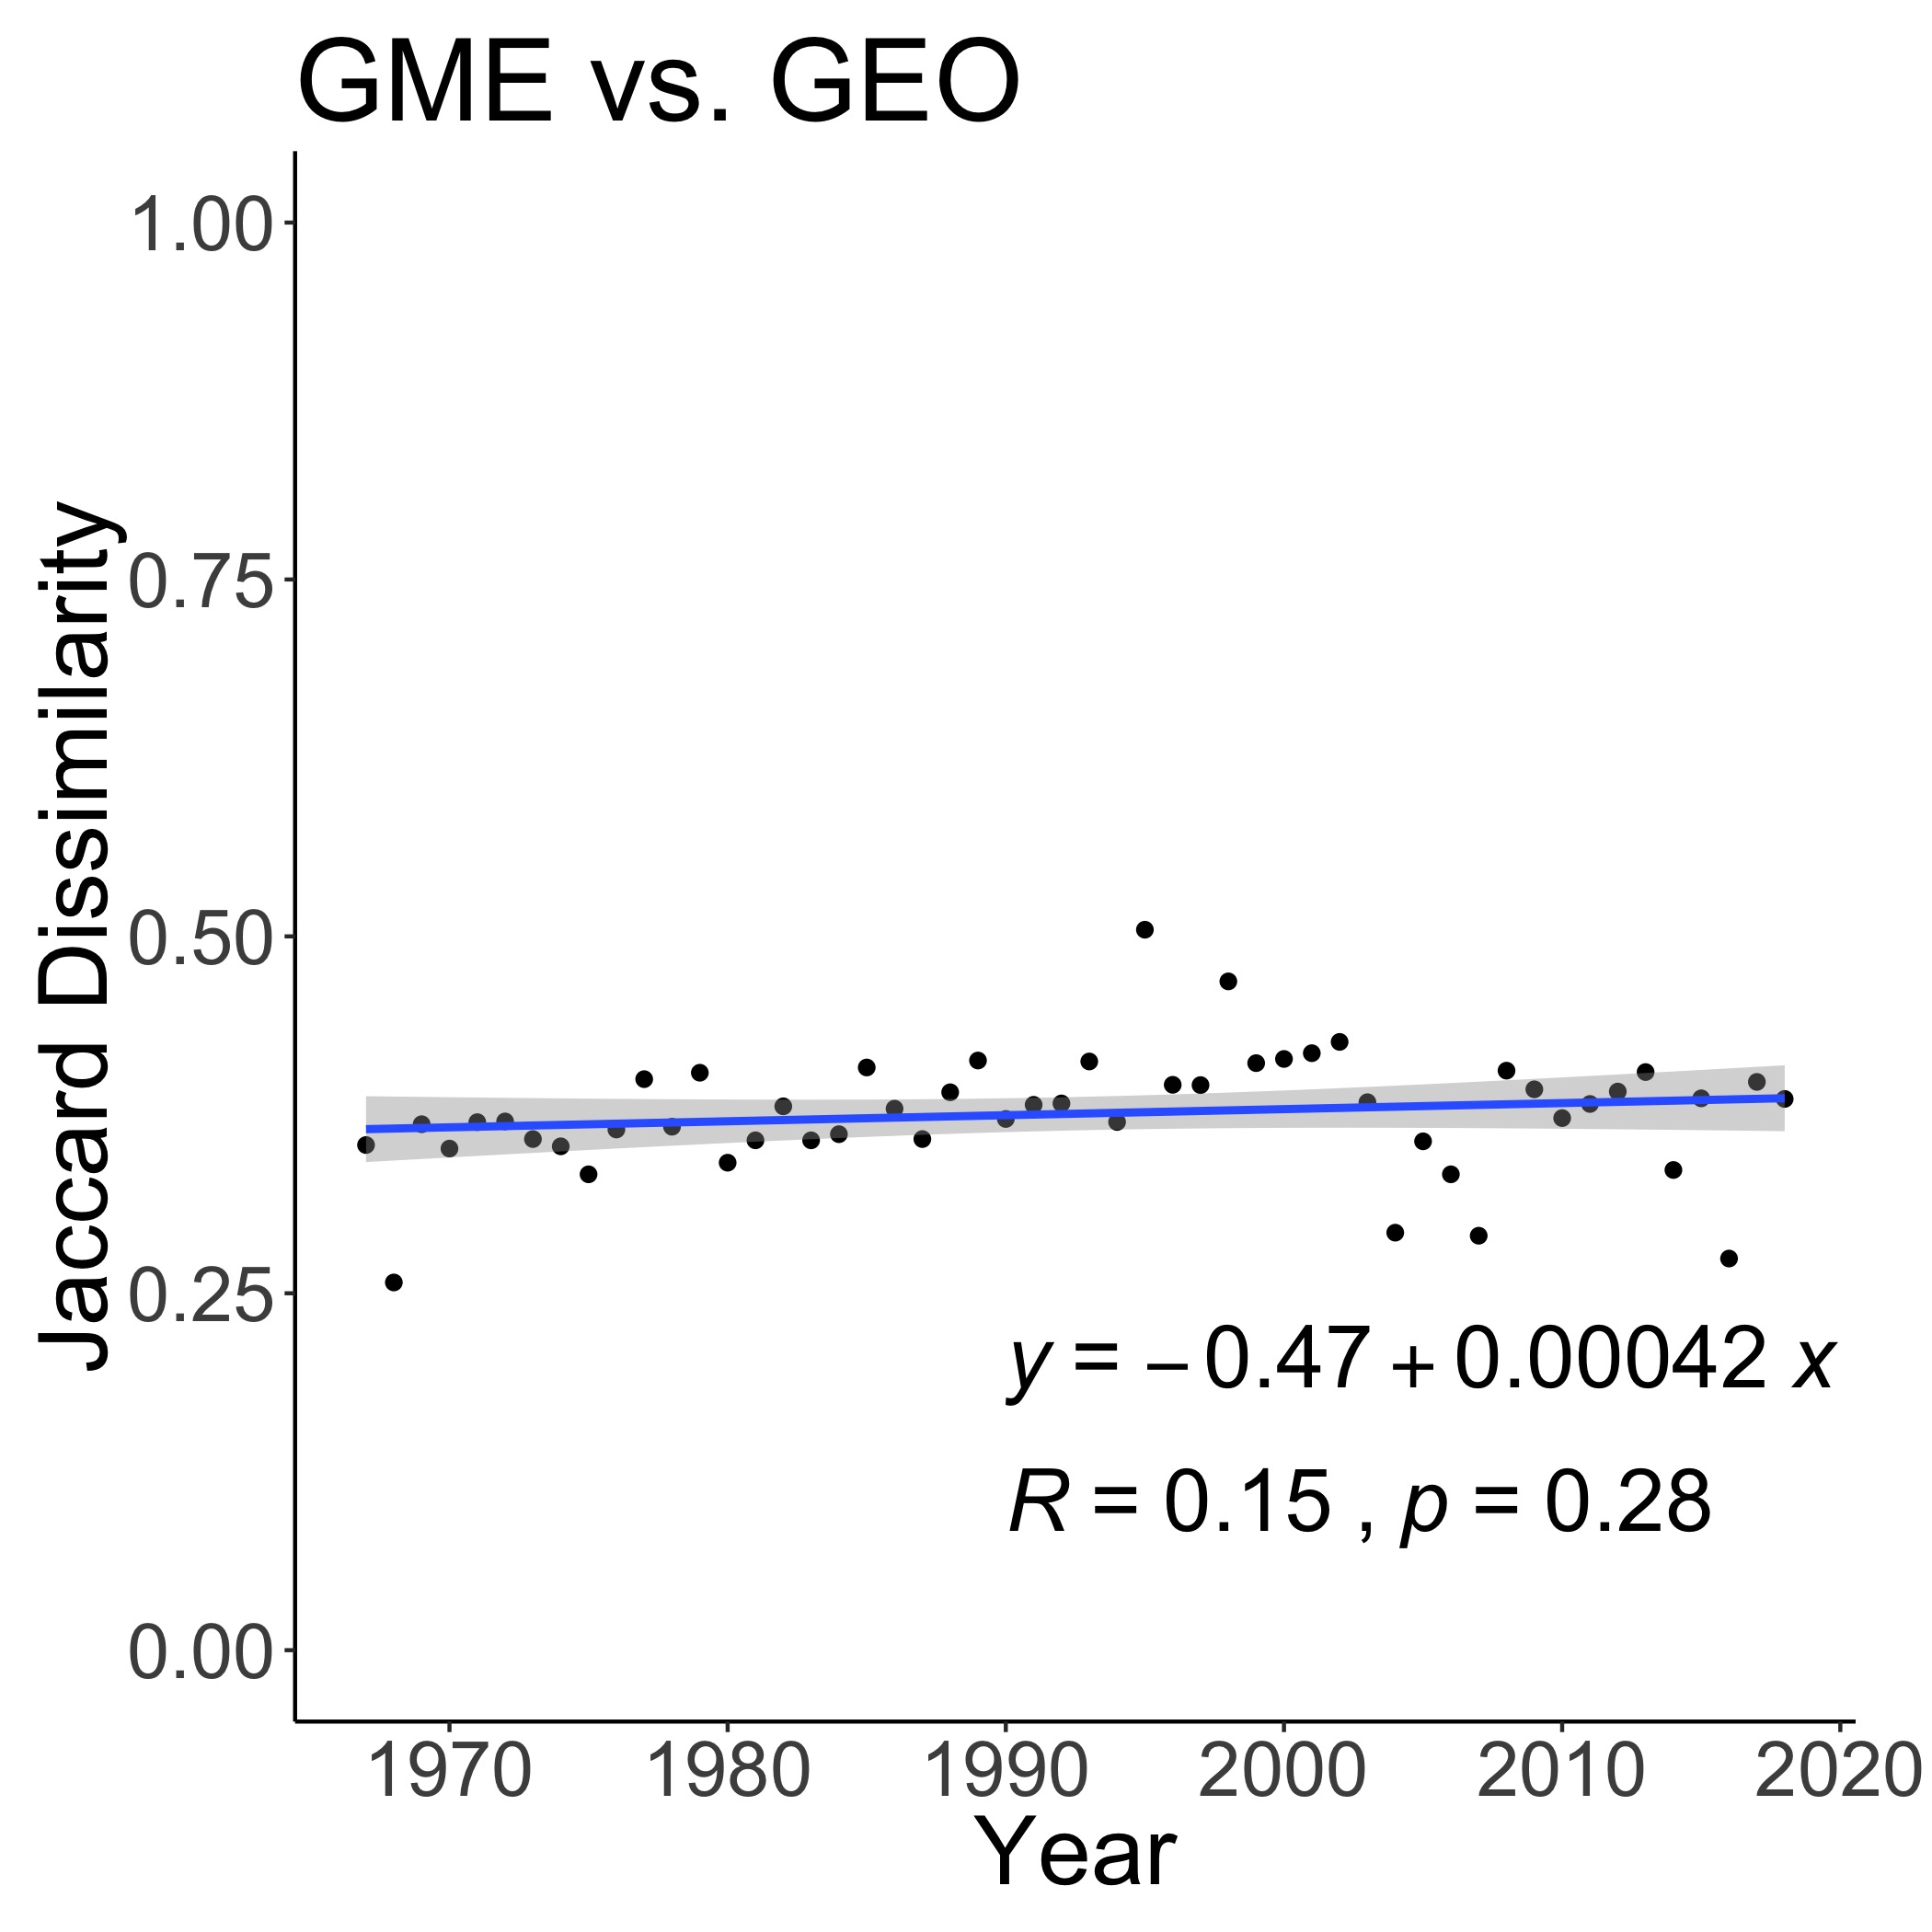 GME vs. GEO
1.00
0.75
0.50
0.25
0.00
Jaccard Dissimilarity
y = − 0.47 + 0.00042 x
R = 0.15 , p = 0.28
1970 1980 1990 2000 2010 2020
Year